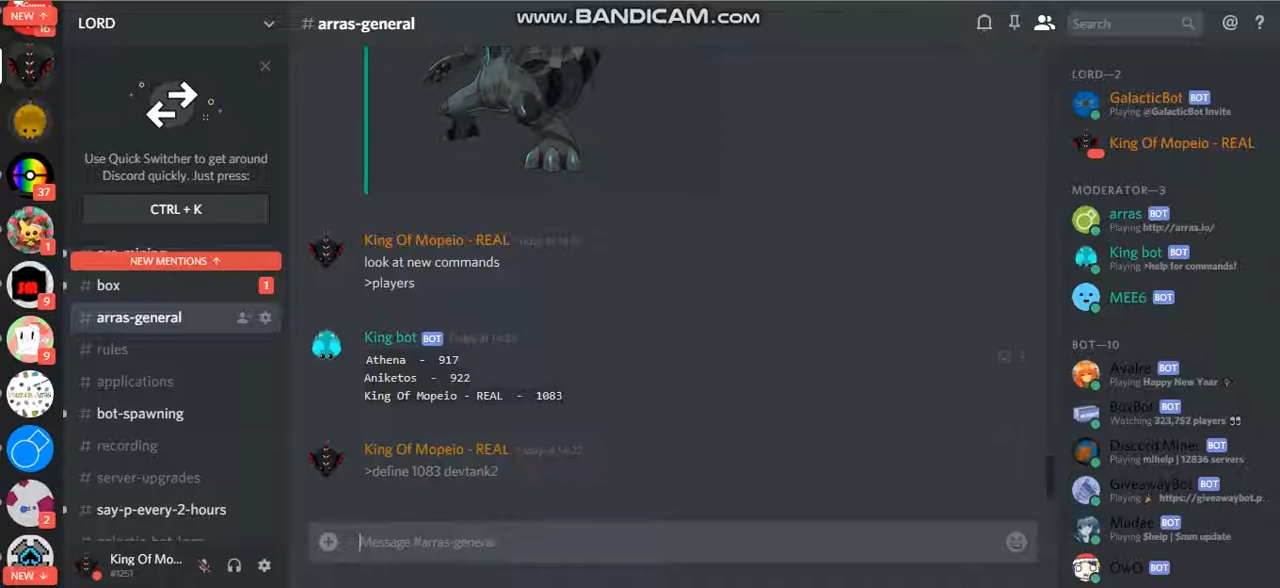 NEW ↑
16
37
1
9
9
2
NEW ↓
LORD
Use Quick Switcher to get around
Discord quickly. Just press:
CTRL + K
NEW MENTIONS ↑
# box 1
# arras-general
# rules
# applications
# bot-spawning
# recording
# server-upgrades
# say-p-every-2-hours
King Of Mo...
#1251
# arras-general
www.BANDICAM.com
Search
King Of Mopeio - REAL
look at new commands
>players
King bot BOT
Athena - 917
Aniketos - 922
King Of Mopeio - REAL - 1083
King Of Mopeio - REAL
>define 1083 devtank2
Message #arras-general
LORD—2
GalacticBot BOT
Playing @GalacticBot Invite
King Of Mopeio - REAL
MODERATOR—3
arras BOT
Playing http://arras.io/
King bot BOT
Playing >help for commands!
MEE6 BOT
BOT—10
Avaire BOT
Playing Happy New Year
BoxBot BOT
Watching 323,752 players 👀
Discord Miner BOT
Playing m!help | 12836 servers
GiveawayBot BOT
Playing 🎉 https://giveawaybot.p...
Mudae BOT
Playing $help | $mm update
OwO BOT